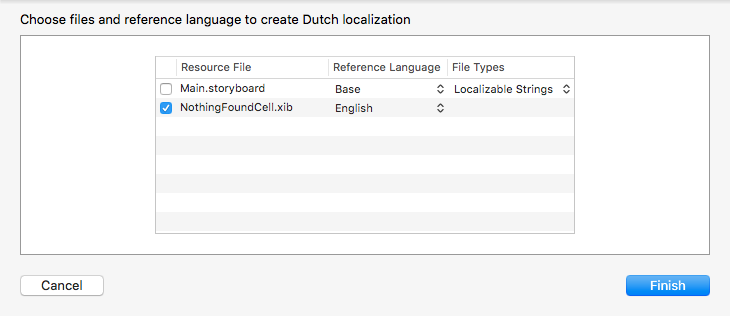 Choose files and reference language to create Dutch localization
Resource File Reference Language File Types
Main.storyboard Base Localizable Strings
NothingFoundCell.xib English
Cancel Finish